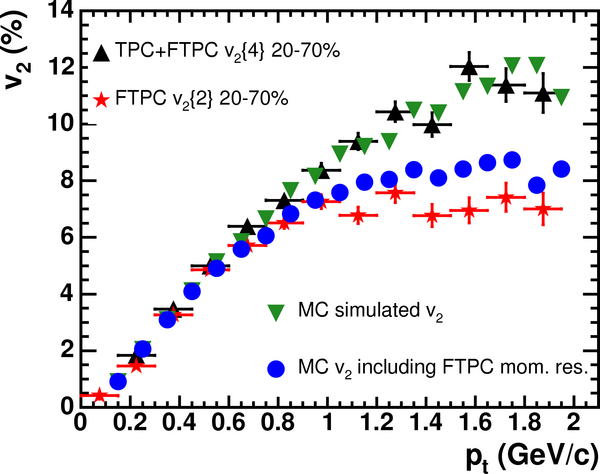 v2 (%)
14
12
10
8
6
4
2
0
TPC+FTPC v2{4} 20-70%
FTPC v2{2} 20-70%
MC simulated v2
MC v2 including FTPC mom. res.
0 0.2 0.4 0.6 0.8 1 1.2 1.4 1.6 1.8 2
pt (GeV/c)